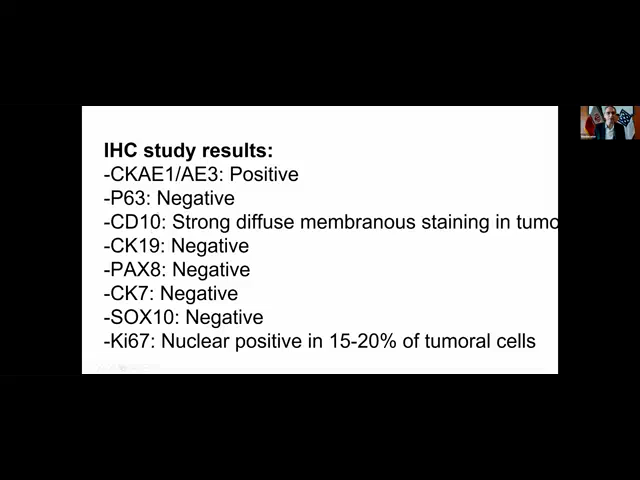 IHC study results:
-CKAE1/AE3: Positive
-P63: Negative
-CD10: Strong diffuse membranous staining in tumo
-CK19: Negative
-PAX8: Negative
-CK7: Negative
-SOX10: Negative
-Ki67: Nuclear positive in 15-20% of tumoral cells